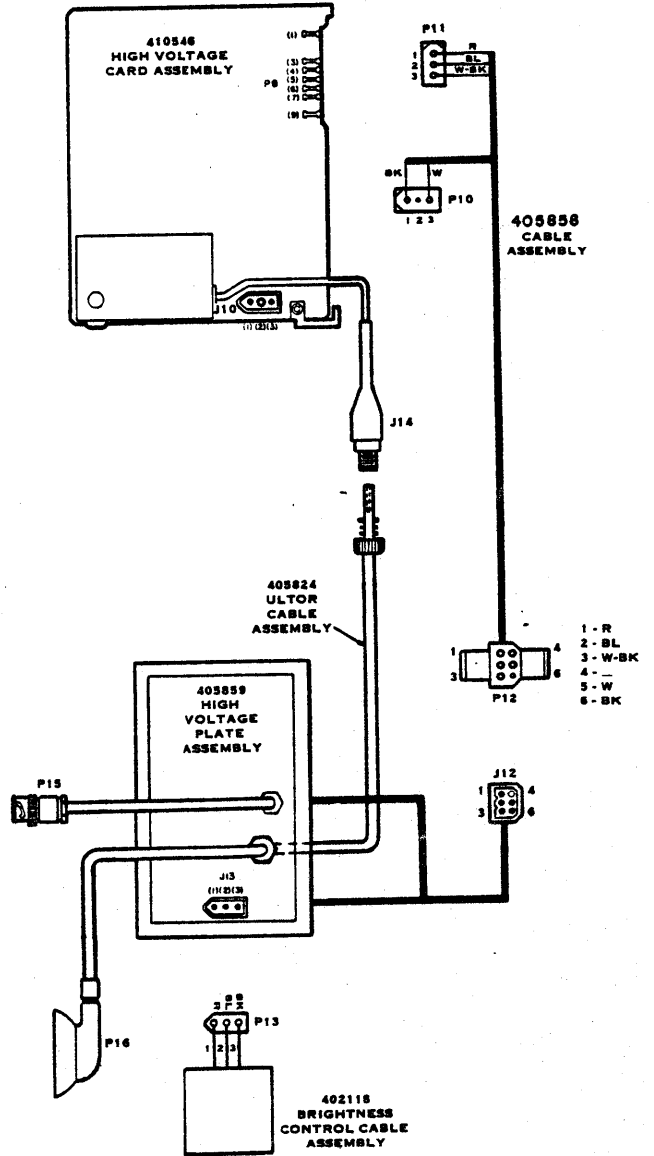 410546
HIGH VOLTAGE
CARD ASSEMBLY
(1)
(3)
(4)
(5)
(6)
(7)
(9)
P11
1
2
3
R
BL
W-BK
BK
W
P10
1 2 3
405858
CABLE
ASSEMBLY
J10
(1)(2)(3)
J14
405824
ULTOR
CABLE
ASSEMBLY
1
3
4
6
P12
1 - R
2 - BL
3 - W-BK
4 - _
5 - W
6 - BK
405859
HIGH
VOLTAGE
PLATE
ASSEMBLY
P15
J12
1
3
4
6
J13
(1)(2)(3)
P16
R
BL
BK
P13
1 2 3
402118
BRIGHTNESS
CONTROL CABLE
ASSEMBLY